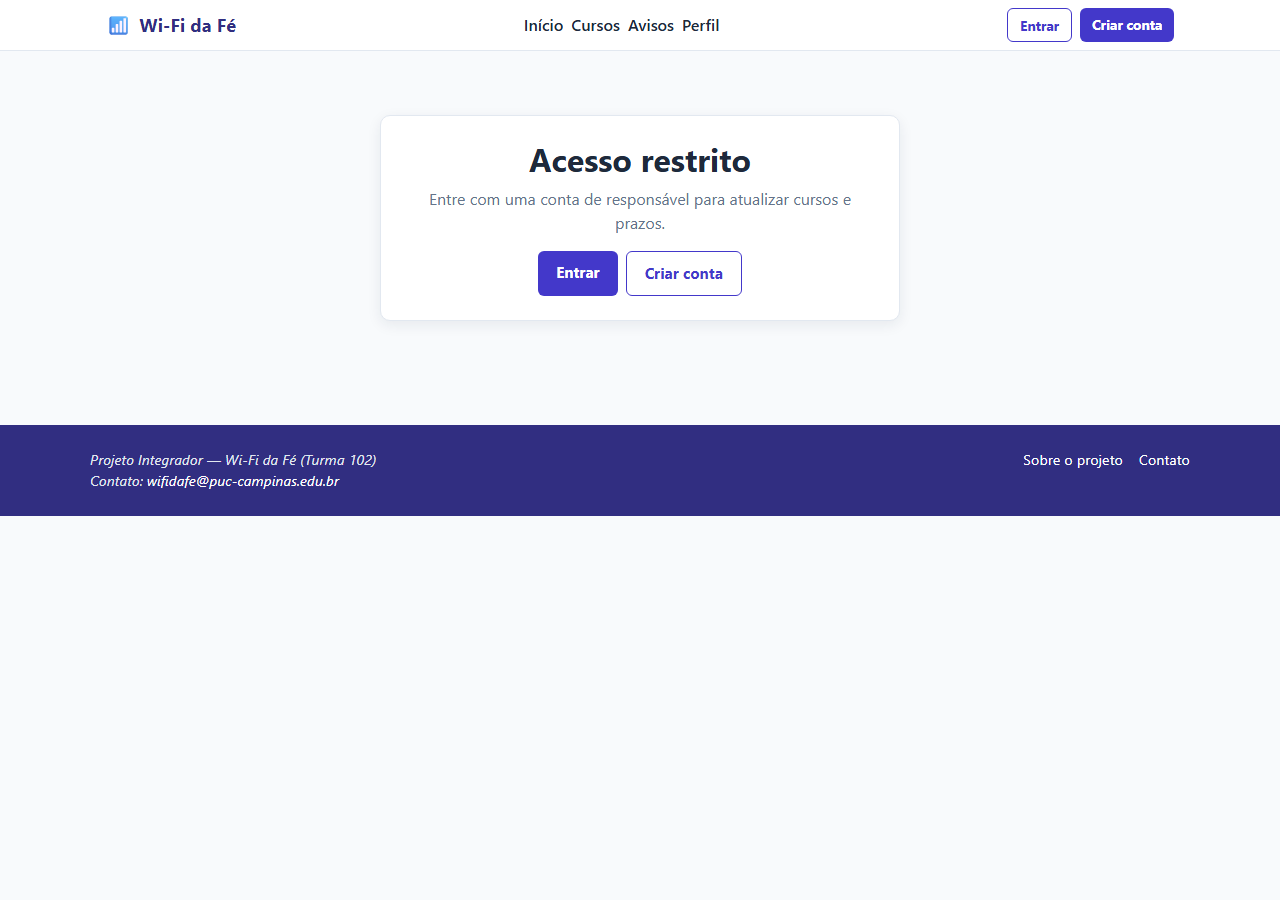 Wi-Fi da Fé
Início Cursos Avisos Perfil
Entrar
Criar conta
Acesso restrito
Entre com uma conta de responsável para atualizar cursos e
prazos.
Entrar
Criar conta
Projeto Integrador — Wi-Fi da Fé (Turma 102)
Contato: wifidafe@puc-campinas.edu.br
Sobre o projeto
Contato